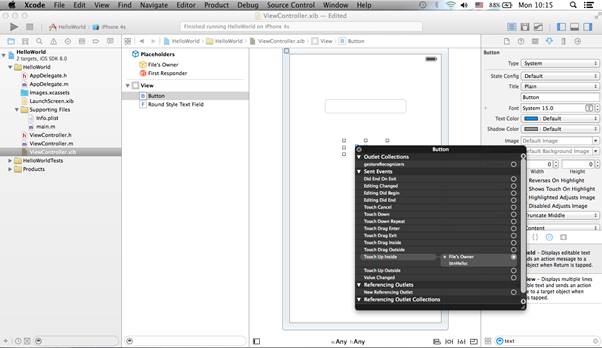 Xcode File Edit View Find Navigate Editor Product Debug Source Control Window Help 88% Mon 10:15
ViewController.xib — Edited
HelloWorld iPhone 4s
Finished running HelloWorld on iPhone 4s
HelloWorld HelloWorld ViewController.xib View Button
HelloWorld
2 targets, iOS SDK 8.0
HelloWorld
AppDelegate.h
AppDelegate.m
Images.xcassets
LaunchScreen.xib
Supporting Files
Info.plist
main.m
ViewController.h
ViewController.m
ViewController.xib
HelloWorldTests
Products
Placeholders
File's Owner
First Responder
View
Button
Round Style Text Field
Button
Outlet Collections
gestureRecognizers
Sent Events
Did End On Exit
Editing Changed
Editing Did Begin
Editing Did End
Touch Cancel
Touch Down
Touch Down Repeat
Touch Drag Enter
Touch Drag Exit
Touch Drag Inside
Touch Drag Outside
Touch Up Inside File's Owner
btnHello:
Touch Up Outside
Value Changed
Referencing Outlets
New Referencing Outlet
Referencing Outlet Collections
wAny hAny
Button
Type System
State Config Default
Title Plain
Button
Font System 15.0
Text Color Default
Shadow Color Default
Image Default Image
Default Background Image
0 0
Width Height
Reverses On Highlight
Shows Touch On Highlight
Highlighted Adjusts Image
Disabled Adjusts Image
Truncate Middle
Content
ield - Displays editable text
ends an action message to a
object when Return is tapped.
iew - Displays multiple lines
editable text and sends an action
to a target object when
is tapped.
text